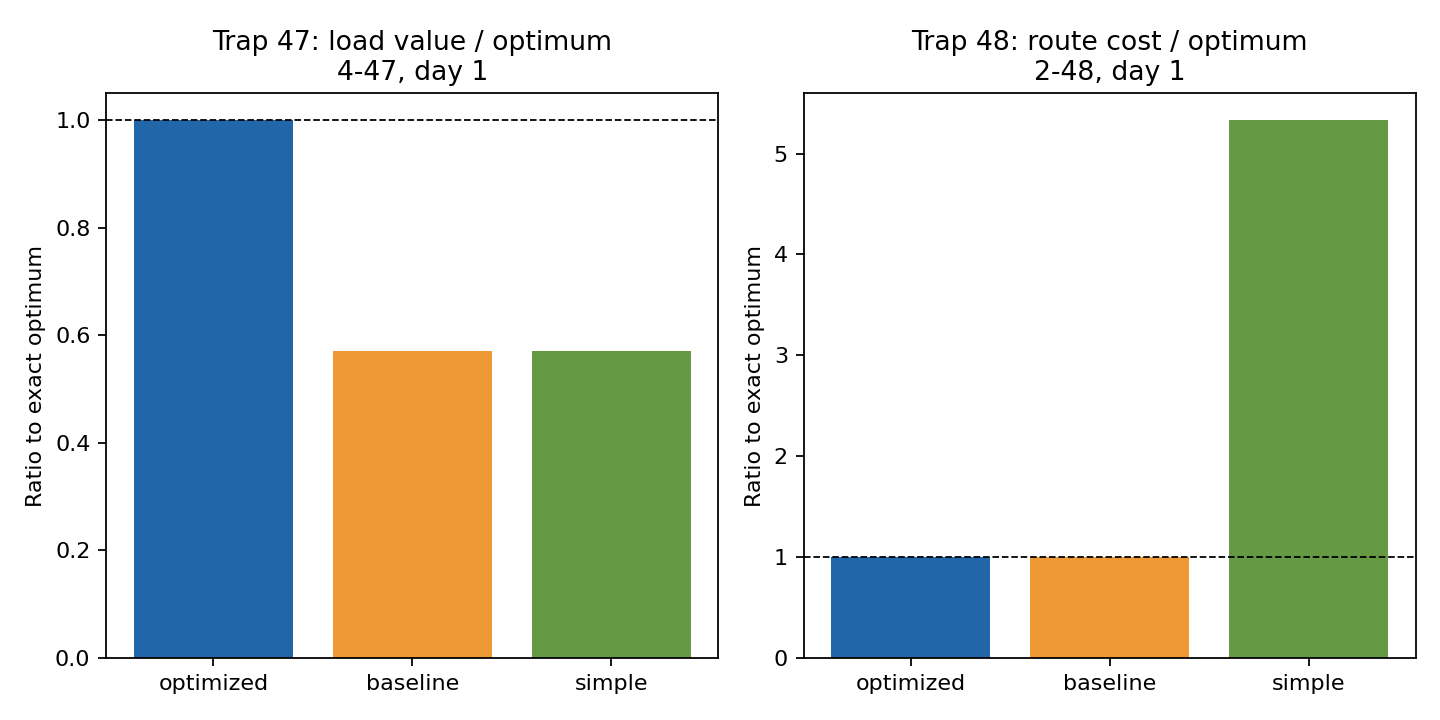 Trap 47: load value / optimum
4-47, day 1
Ratio to exact optimum
1.0
0.8
0.6
0.4
0.2
0.0
optimized
baseline
simple
Trap 48: route cost / optimum
2-48, day 1
Ratio to exact optimum
5
4
3
2
1
0
optimized
baseline
simple